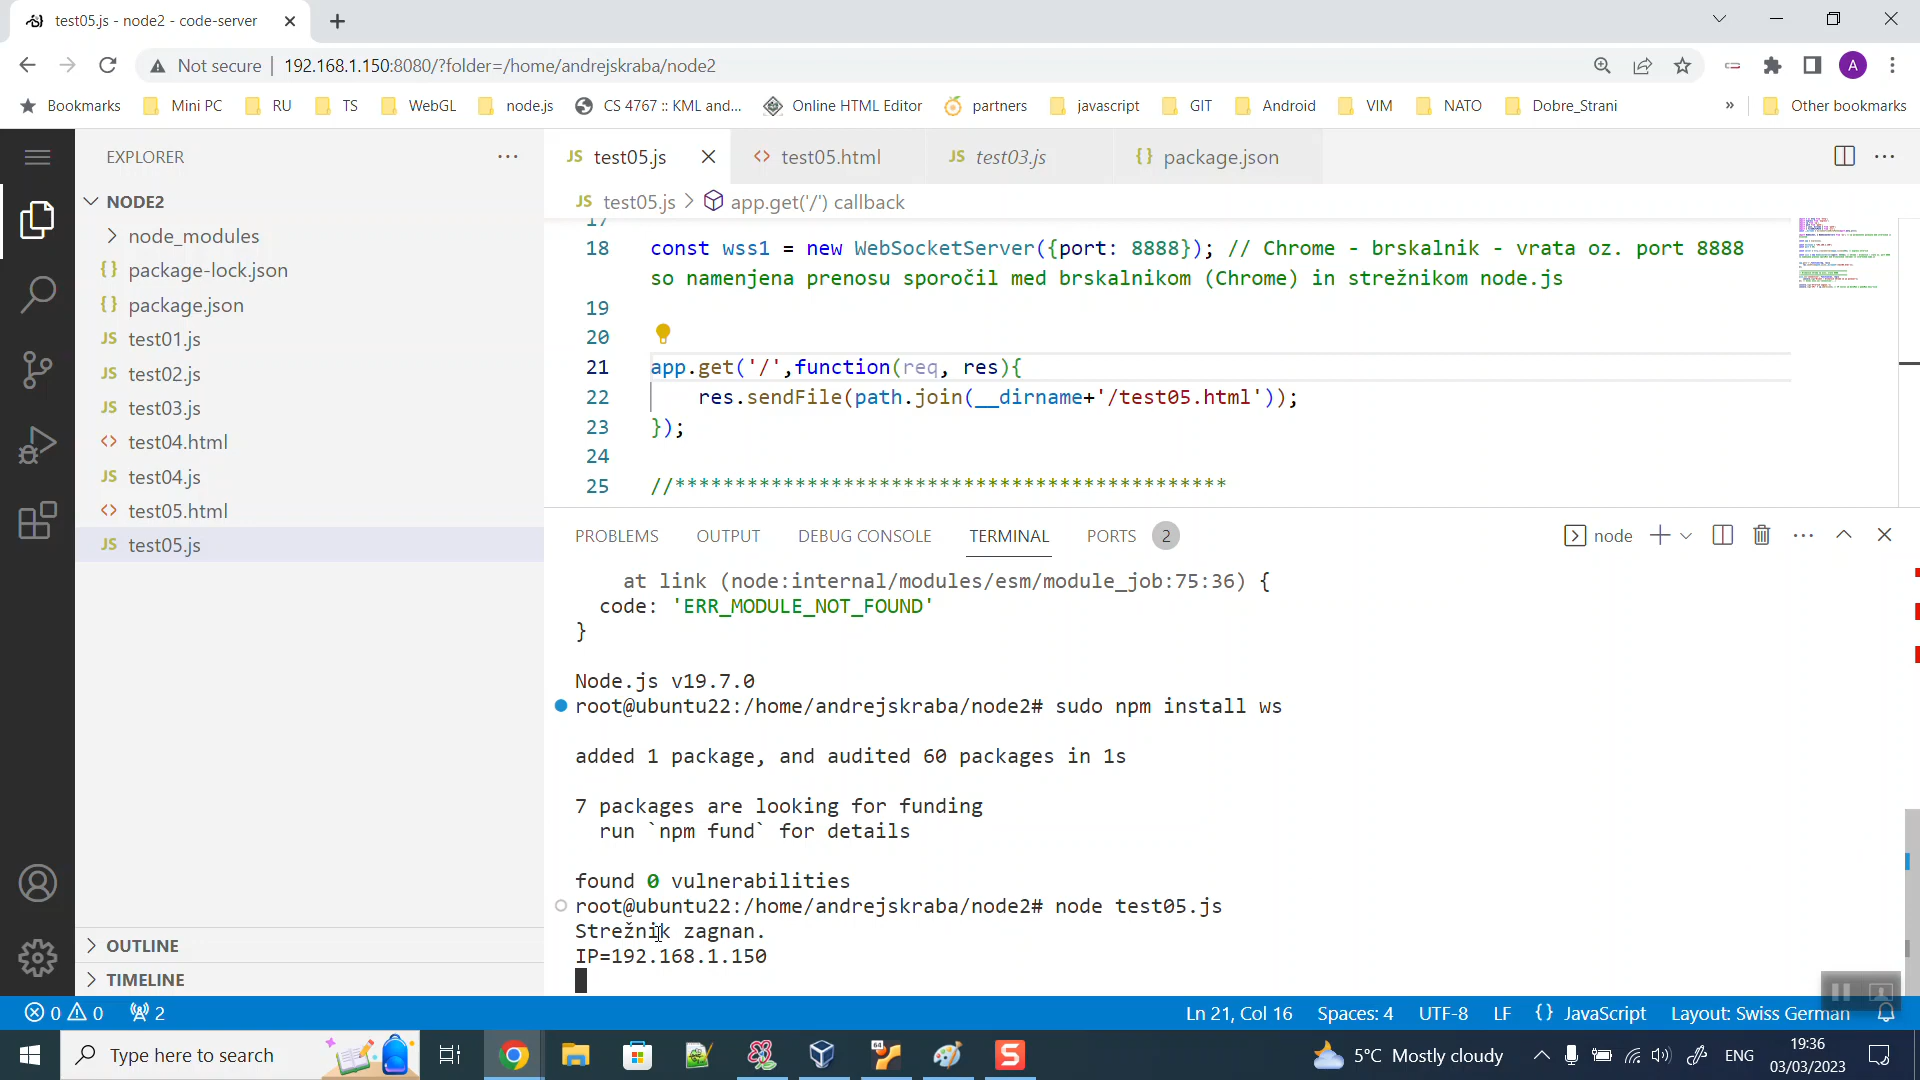 test05.js - node2 - code-server
Not secure
192.168.1.150:8080/?folder=/home/andrejskraba/node2
A
Bookmarks
Mini PC
RU
TS
WebGL
node.js
CS 4767 :: KML and...
Online HTML Editor
partners
javascript
GIT
Android
VIM
NATO
Dobre_Strani
»
Other bookmarks
EXPLORER
NODE2
node_modules
package-lock.json
package.json
JS test01.js
JS test02.js
JS test03.js
test04.html
JS test04.js
test05.html
JS test05.js
OUTLINE
TIMELINE
JS test05.js
<> test05.html
JS test03.js
{} package.json
JS test05.js > app.get('/') callback
17
18 const wss1 = new WebSocketServer({port: 8888}); // Chrome - brskalnik - vrata oz. port 8888
so namenjena prenosu sporočil med brskalnikom (Chrome) in strežnikom node.js
19
20
21 app.get('/',function(req, res){
22 res.sendFile(path.join(__dirname+'/test05.html'));
23 });
24
25 //**********************************************
PROBLEMS
OUTPUT
DEBUG CONSOLE
TERMINAL
PORTS 2
node
at link (node:internal/modules/esm/module_job:75:36) {
code: 'ERR_MODULE_NOT_FOUND'
}
Node.js v19.7.0
root@ubuntu22:/home/andrejskraba/node2# sudo npm install ws
added 1 package, and audited 60 packages in 1s
7 packages are looking for funding
run `npm fund` for details
found 0 vulnerabilities
root@ubuntu22:/home/andrejskraba/node2# node test05.js
Strežnik zagnan.
IP=192.168.1.150
0 0 2
Ln 21, Col 16
Spaces: 4
UTF-8
LF
{} JavaScript
Layout: Swiss German
Type here to search
64
S
5°C Mostly cloudy
ENG
19:36
03/03/2023